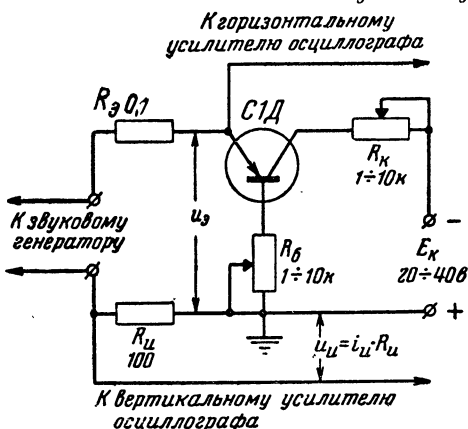 К горизонтальному
усилителю осциллографа
Rэ 0,1
С1Д
Rк
1÷10к
К звуковому
генератору
uэ
Rб
1÷10к
−
Eк
20÷40в
+
Rи
100
uи=iи·Rи
К вертикальному усилителю
осциллографа